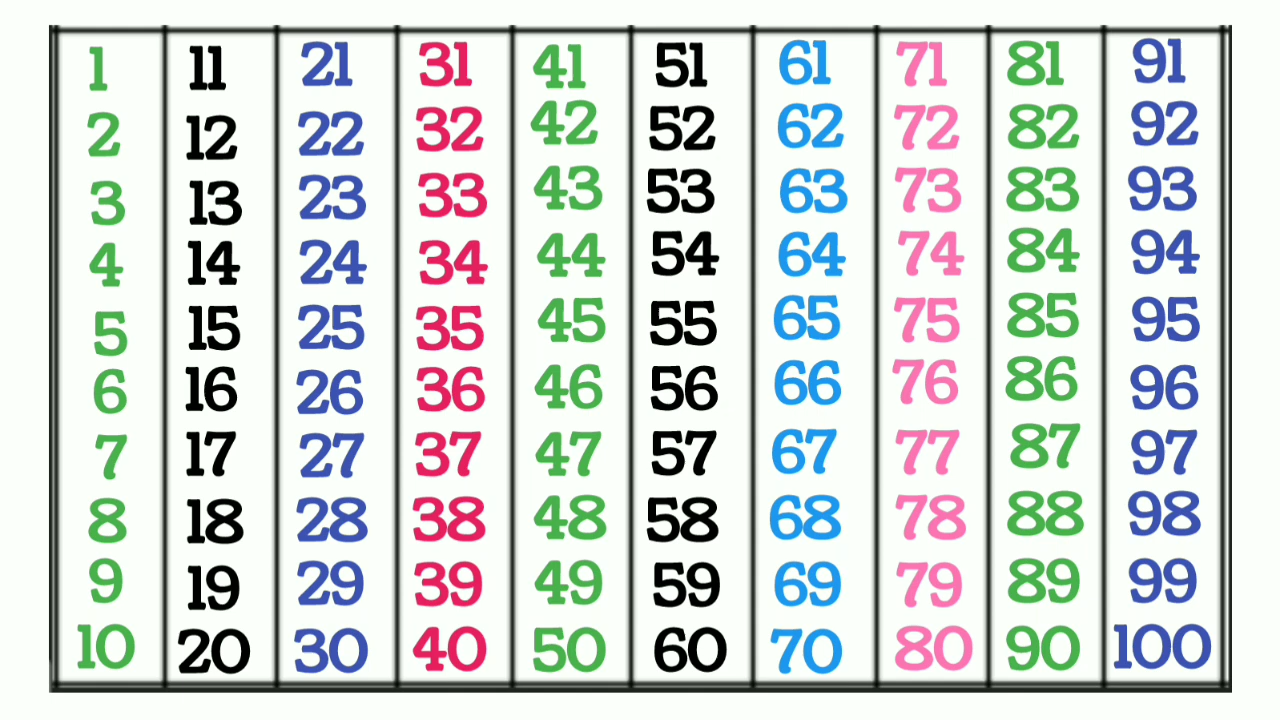 1 11 21 31 41 51 61 71 81 91
2 12 22 32 42 52 62 72 82 92
3 13 23 33 43 53 63 73 83 93
4 14 24 34 44 54 64 74 84 94
5 15 25 35 45 55 65 75 85 95
6 16 26 36 46 56 66 76 86 96
7 17 27 37 47 57 67 77 87 97
8 18 28 38 48 58 68 78 88 98
9 19 29 39 49 59 69 79 89 99
10 20 30 40 50 60 70 80 90 100